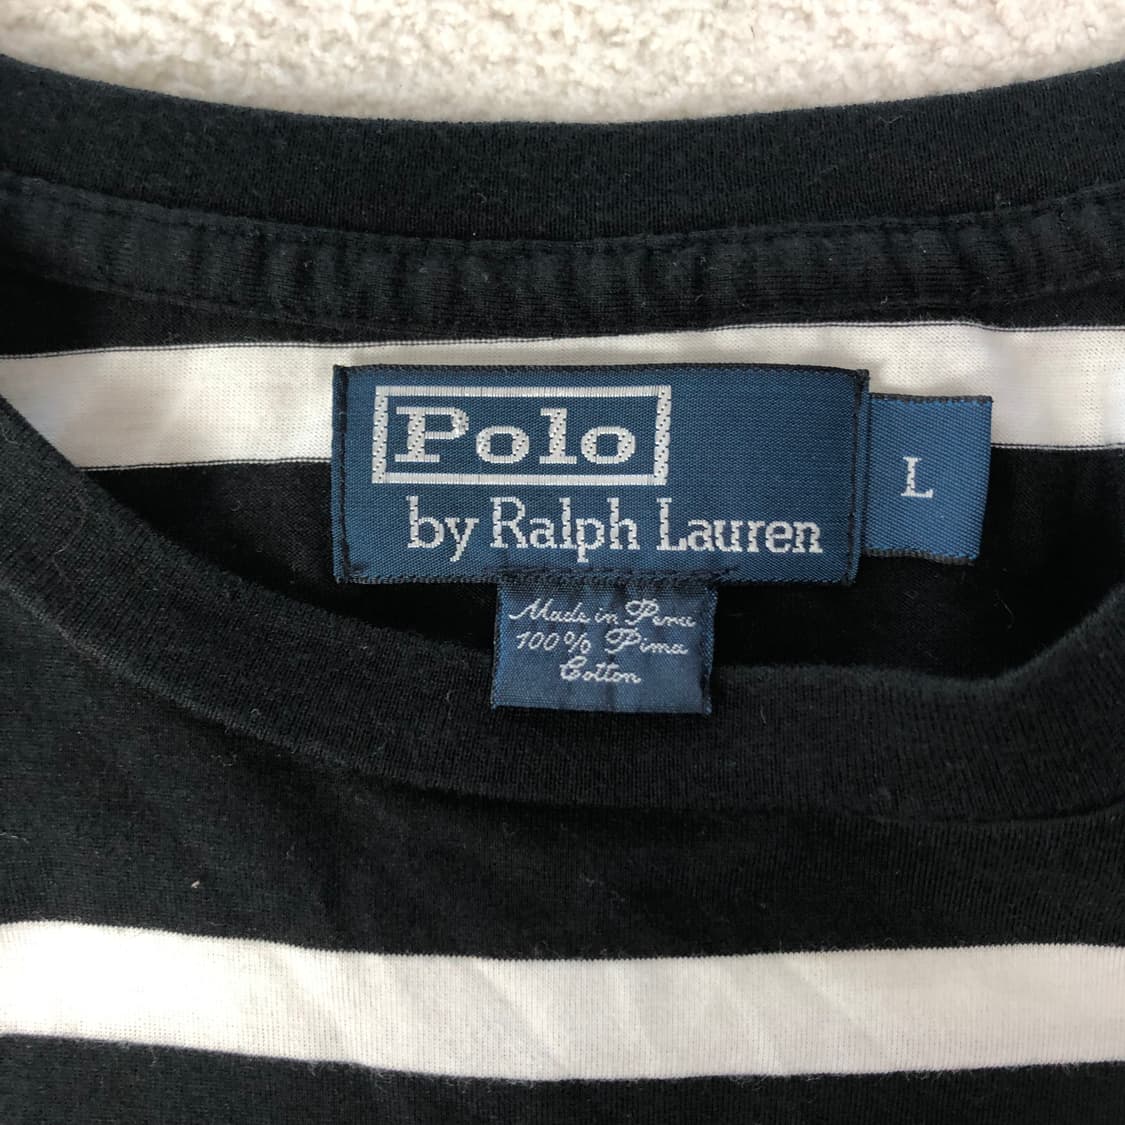 Polo
by Ralph Lauren
L
Made in Peru
100% Pima
Cotton